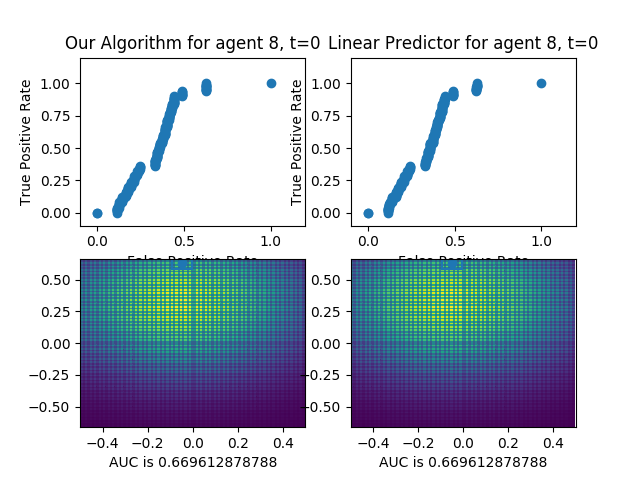 Our Algorithm for agent 8, t=0
Linear Predictor for agent 8, t=0
True Positive Rate
1.00
0.75
0.50
0.25
0.00
0.0 0.5 1.0
False Positive Rate
True Positive Rate
1.00
0.75
0.50
0.25
0.00
0.0 0.5 1.0
False Positive Rate
0.50
0.25
0.00
−0.25
−0.50
−0.4 −0.2 0.0 0.2 0.4
AUC is 0.669612878788
0.50
0.25
0.00
−0.25
−0.50
−0.4 −0.2 0.0 0.2 0.4
AUC is 0.669612878788